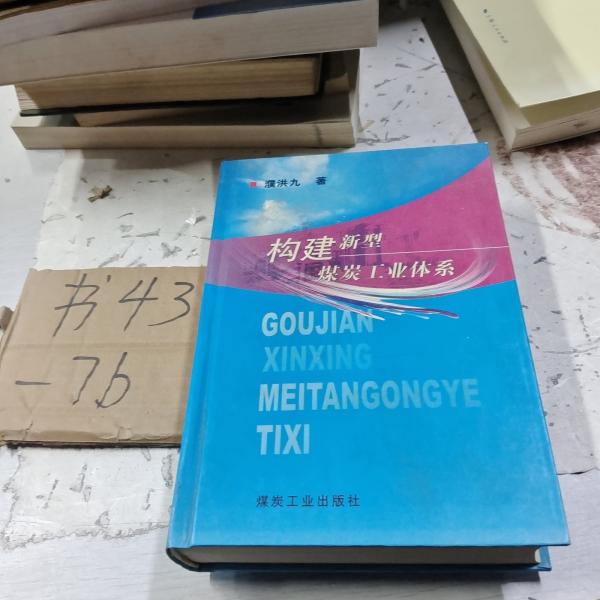 濮洪九 著
构建新型
煤炭工业体系
GOUJIAN
XINXING
MEITANGONGYE
TIXI
煤炭工业出版社
书43
-7b